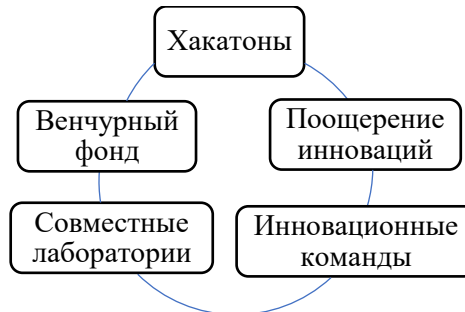 Хакатоны
Венчурный
фонд
Поощерение
инноваций
Совместные
лаборатории
Инновационные
команды